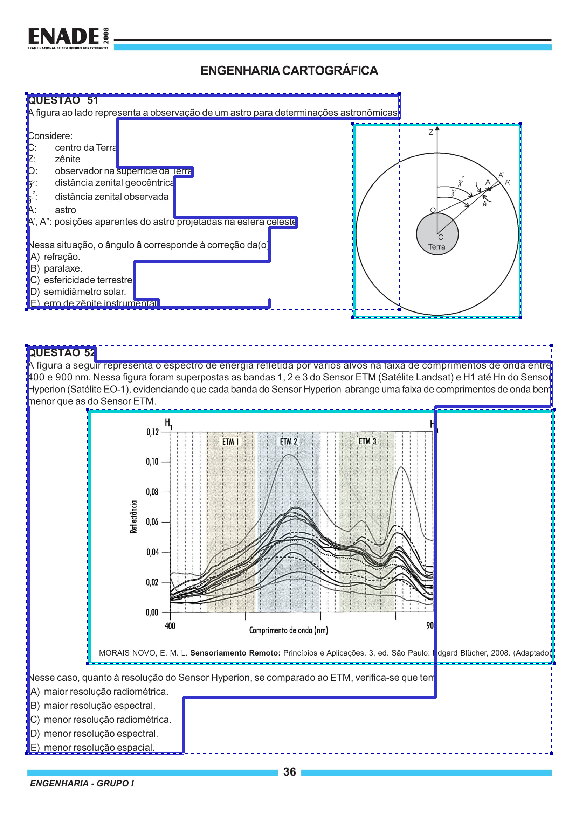 ENADE 2008
ENGENHARIA CARTOGRÁFICA
QUESTÃO 51
A figura ao lado representa a observação de um astro para determinações astronômicas.
Considere:
C: centro da Terra
Z: zênite
O: observador na superfície da Terra
distância zenital geocêntrica
distância zenital observada
A: astro
A', A": posições aparentes do astro projetadas na esfera celeste
Z
A'
A
A"
O
C
Terra
Nessa situação, o ângulo à corresponde à correção da(o)
A) refração.
B) paralaxe.
C) esfericidade terrestre.
D) semidiâmetro solar.
E) erro de zênite instrumental.
QUESTÃO 52
A figura a seguir representa o espectro de energia refletida por vários alvos na faixa de comprimentos de onda entre
400 e 900 nm. Nessa figura foram superpostas as bandas 1, 2 e 3 do Sensor ETM (Satélite Landsat) e H1 até Hn do Sensor
Hyperion (Satélite EO-1), evidenciando que cada banda do Sensor Hyperion abrange uma faixa de comprimentos de onda bem
menor que as do Sensor ETM.
H1 H
0,12
ETM 1 ETM 2 ETM 3
0,10
0,08
0,06
0,04
0,02
0,00
Reflectância
400 90
Comprimento de onda (nm)
MORAIS NOVO, E. M. L. Sensoriamento Remoto: Princípios e Aplicações. 3. ed. São Paulo: Edgard Blücher, 2008. (Adaptado)
Nesse caso, quanto à resolução do Sensor Hyperion, se comparado ao ETM, verifica-se que tem
A) maior resolução radiométrica.
B) maior resolução espectral.
C) menor resolução radiométrica.
D) menor resolução espectral.
E) menor resolução espacial.
36
ENGENHARIA - GRUPO I